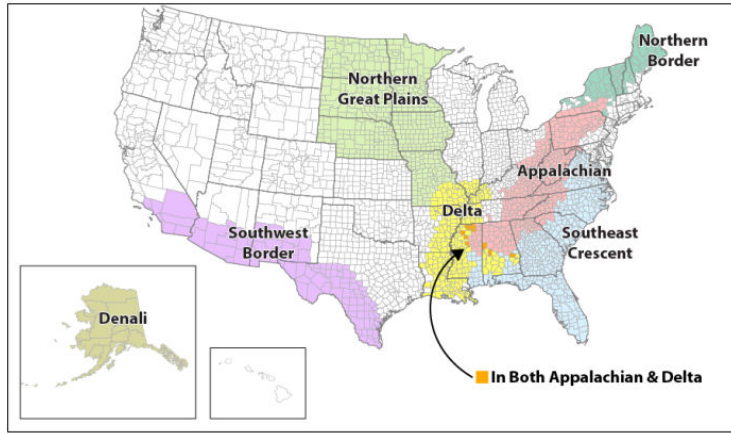 Northern
Border
Northern
Great Plains
Appalachian
Delta
Southwest
Border
Southeast
Crescent
Denali
In Both Appalachian & Delta